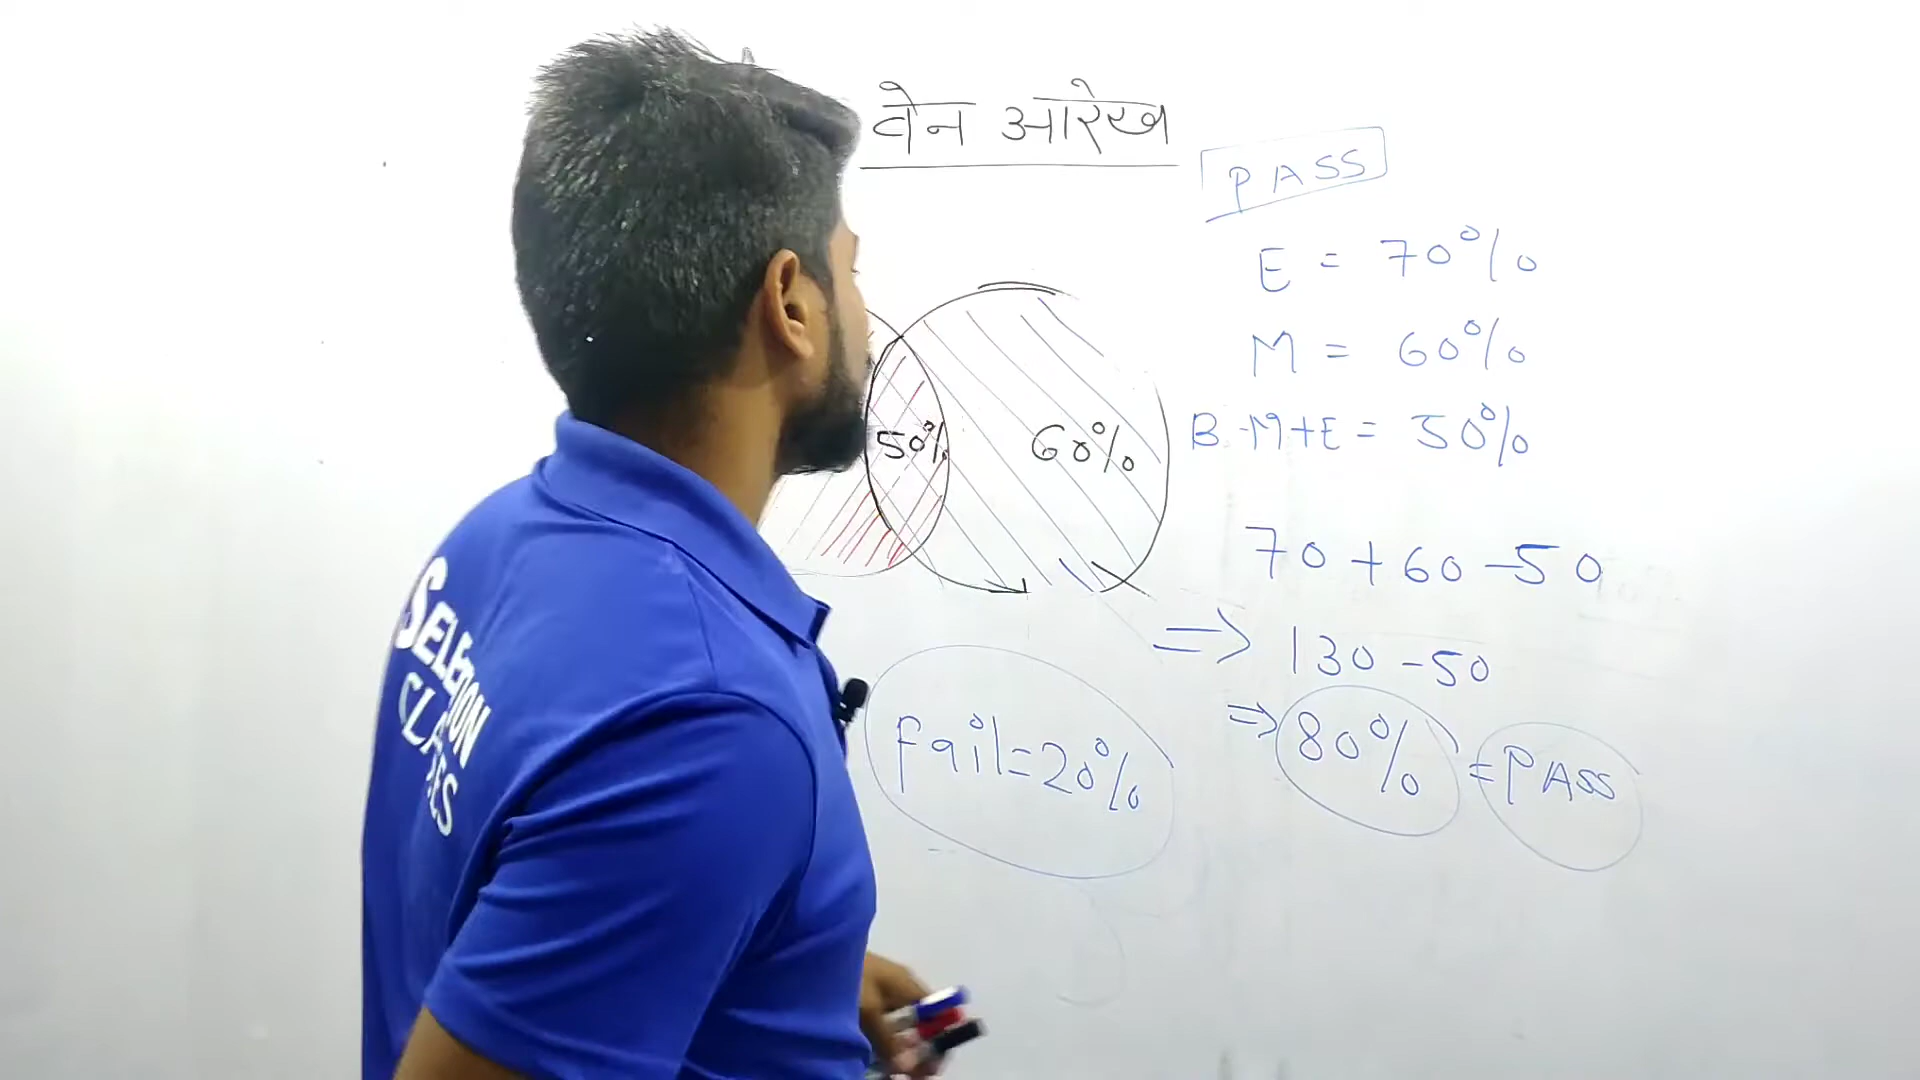 वेन आरेख
PASS
E = 70%
M = 60%
B.M+E = 50%
50%
60%
70 + 60 - 50
⇒ 130 - 50
⇒ 80% = PASS
Fail = 20%
SELECTION
CLASSES